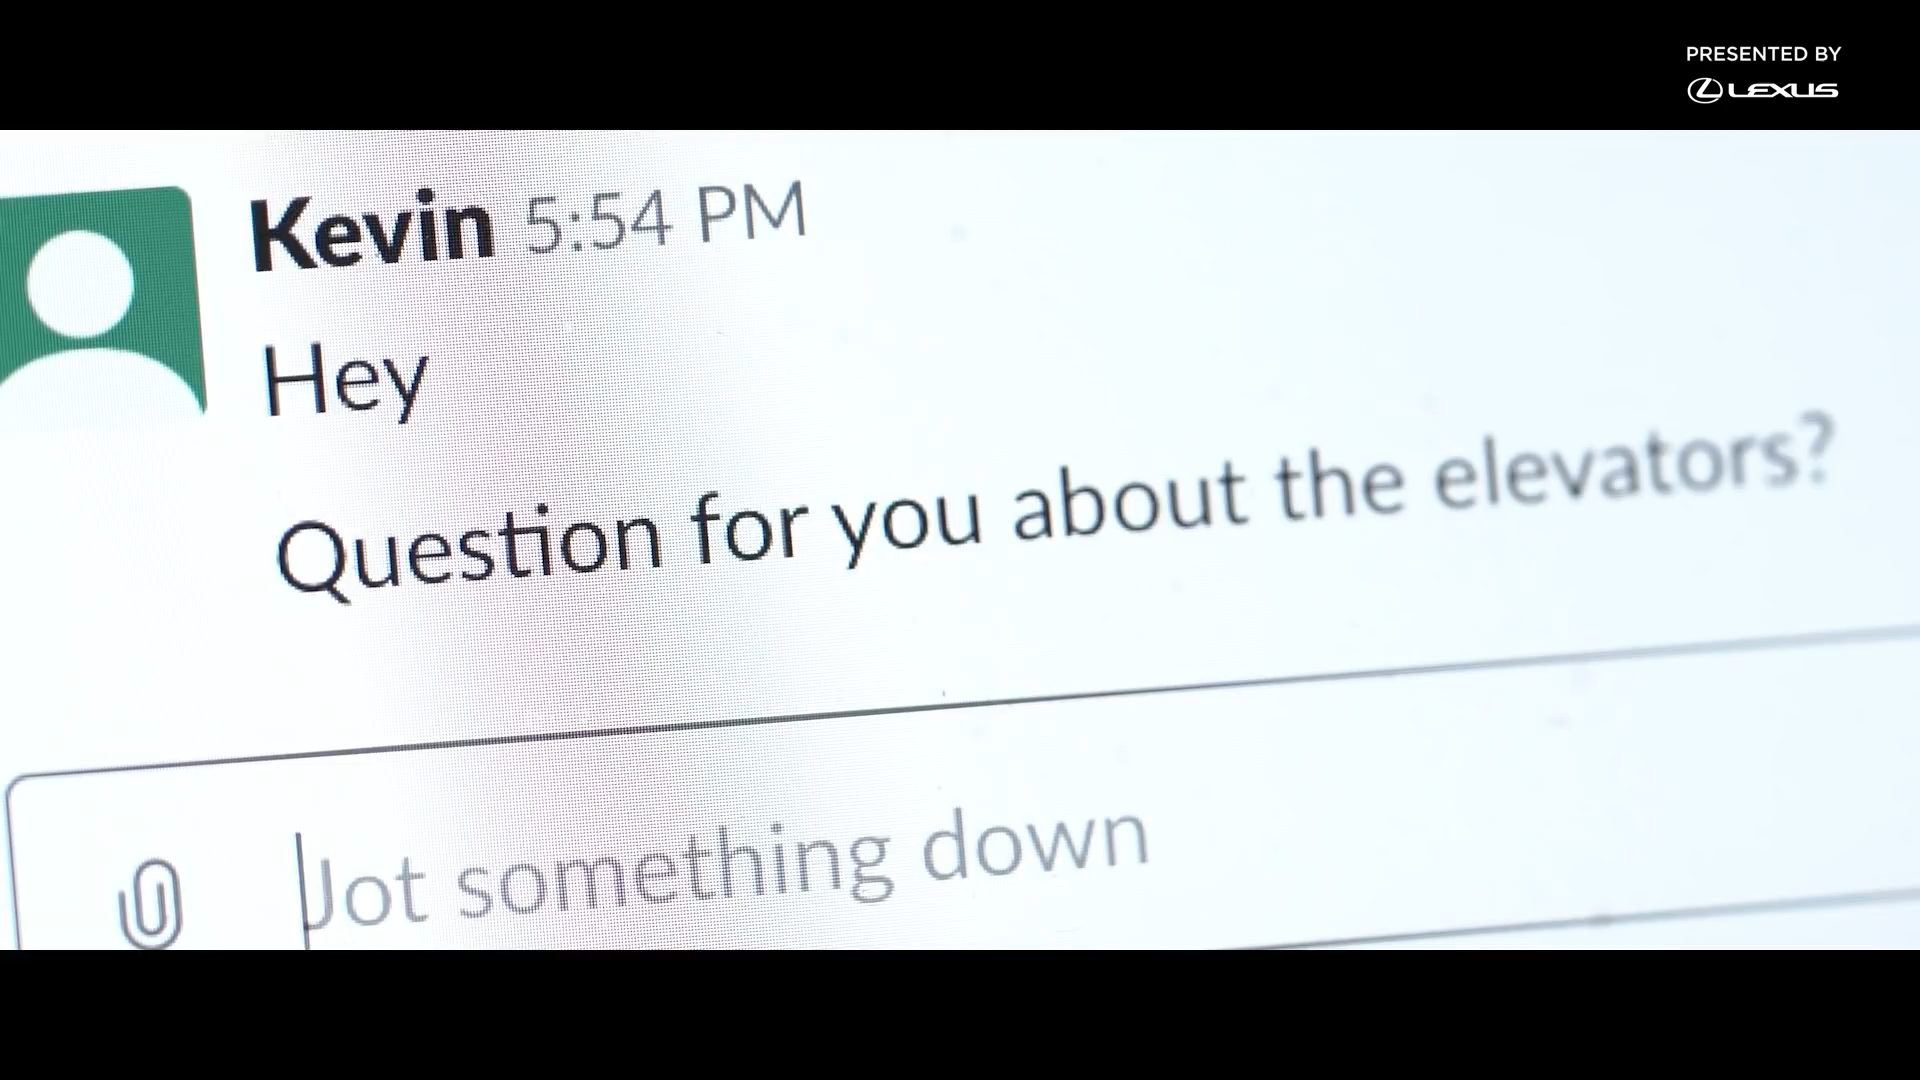 PRESENTED BY
LEXUS
Kevin 5:54 PM
Hey
Question for you about the elevators?
Jot something down